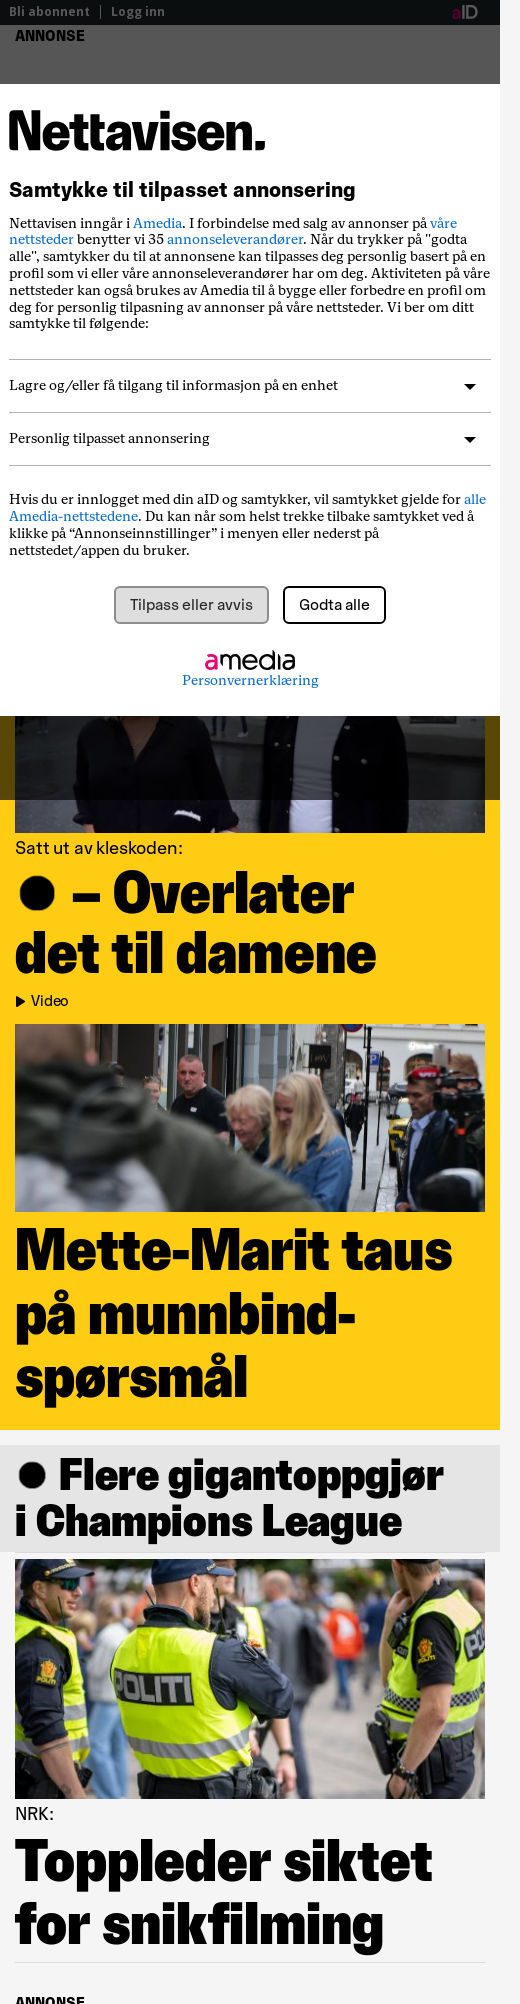 Bli abonnent | Logg inn
aID
ANNONSE
Nettavisen.
Samtykke til tilpasset annonsering
Nettavisen inngår i Amedia. I forbindelse med salg av annonser på våre
nettsteder benytter vi 35 annonseleverandører. Når du trykker på "godta
alle", samtykker du til at annonsene kan tilpasses deg personlig basert på en
profil som vi eller våre annonseleverandører har om deg. Aktiviteten på våre
nettsteder kan også brukes av Amedia til å bygge eller forbedre en profil om
deg for personlig tilpasning av annonser på våre nettsteder. Vi ber om ditt
samtykke til følgende:
Lagre og/eller få tilgang til informasjon på en enhet
Personlig tilpasset annonsering
Hvis du er innlogget med din aID og samtykker, vil samtykket gjelde for alle
Amedia-nettstedene. Du kan når som helst trekke tilbake samtykket ved å
klikke på “Annonseinnstillinger” i menyen eller nederst på
nettstedet/appen du bruker.
Tilpass eller avvis
Godta alle
amedia
Personvernerklæring
Satt ut av kleskoden:
– Overlater
det til damene
Video
Mette-Marit taus
på munnbind-
spørsmål
Flere gigantoppgjør
i Champions League
POLITI
POLITI
POLITI
NRK:
Toppleder siktet
for snikfilming
ANNONSE